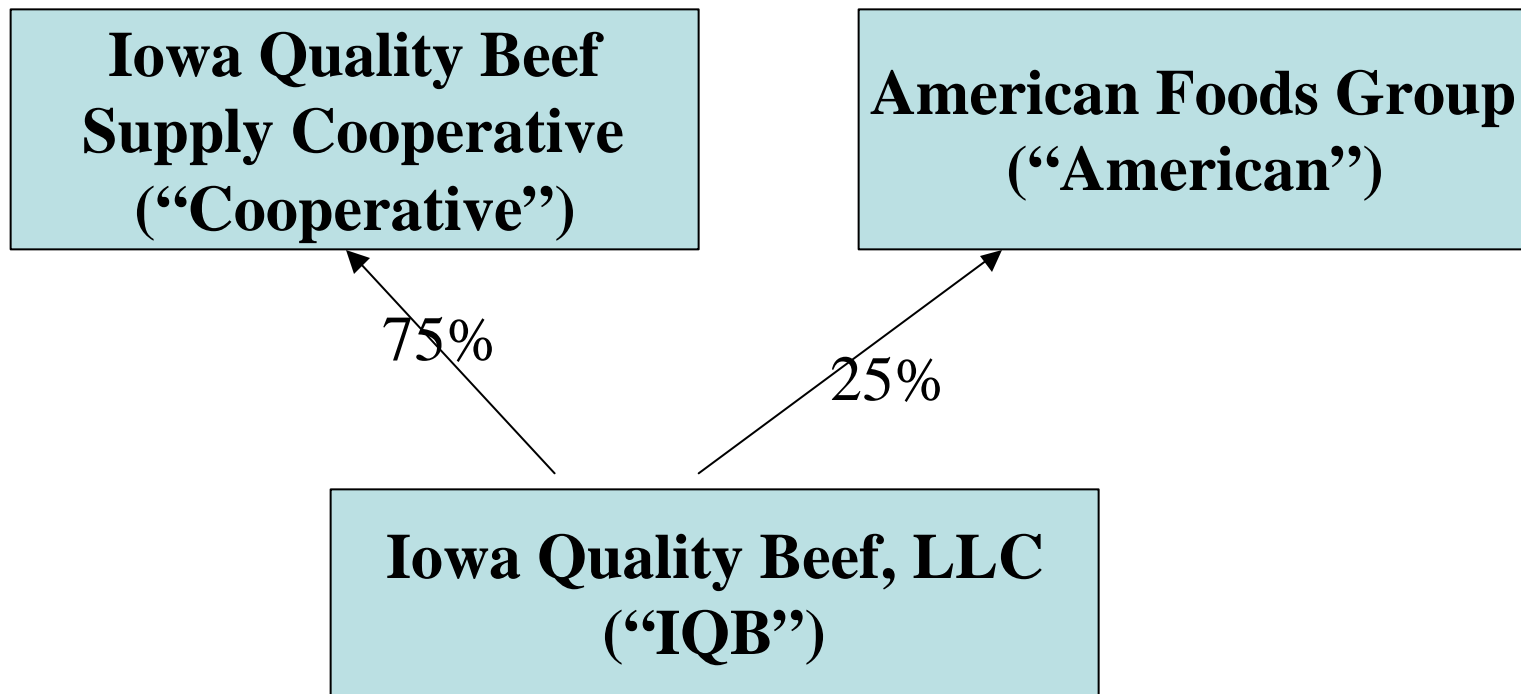 Iowa Quality Beef
Supply Cooperative
(“Cooperative”)
American Foods Group
(“American”)
75%
25%
Iowa Quality Beef, LLC
(“IQB”)